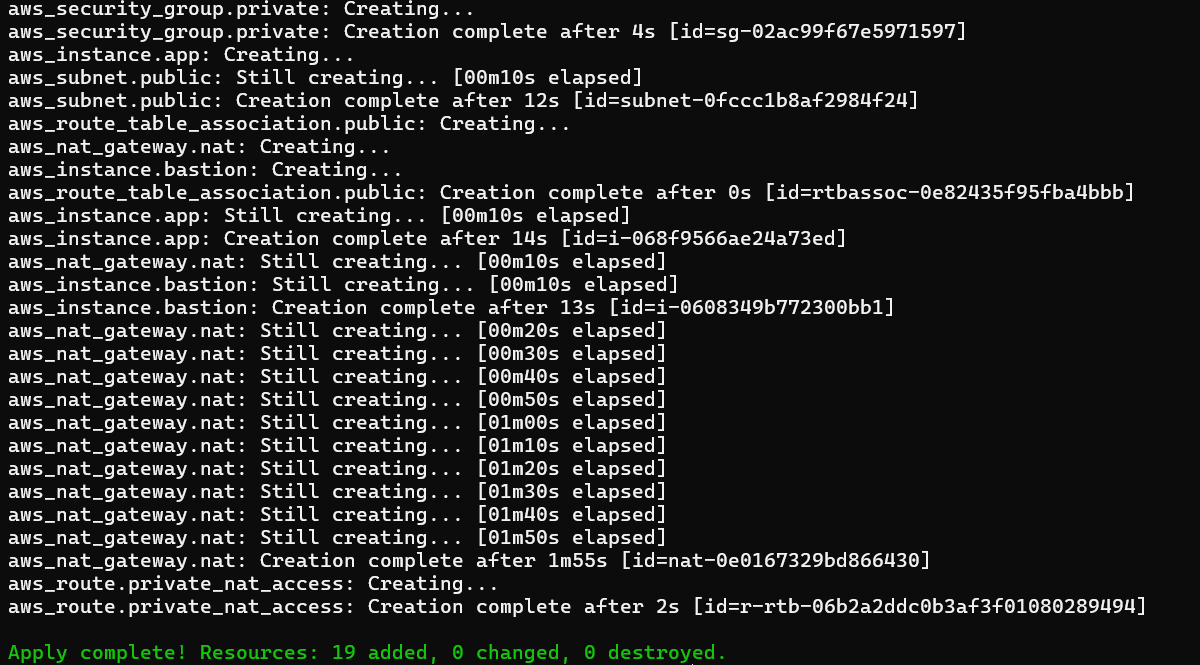 aws_security_group.private: Creating...
aws_security_group.private: Creation complete after 4s [id=sg-02ac99f67e5971597]
aws_instance.app: Creating...
aws_subnet.public: Still creating... [00m10s elapsed]
aws_subnet.public: Creation complete after 12s [id=subnet-0fccc1b8af2984f24]
aws_route_table_association.public: Creating...
aws_nat_gateway.nat: Creating...
aws_instance.bastion: Creating...
aws_route_table_association.public: Creation complete after 0s [id=rtbassoc-0e82435f95fba4bbb]
aws_instance.app: Still creating... [00m10s elapsed]
aws_instance.app: Creation complete after 14s [id=i-068f9566ae24a73ed]
aws_nat_gateway.nat: Still creating... [00m10s elapsed]
aws_instance.bastion: Still creating... [00m10s elapsed]
aws_instance.bastion: Creation complete after 13s [id=i-0608349b772300bb1]
aws_nat_gateway.nat: Still creating... [00m20s elapsed]
aws_nat_gateway.nat: Still creating... [00m30s elapsed]
aws_nat_gateway.nat: Still creating... [00m40s elapsed]
aws_nat_gateway.nat: Still creating... [00m50s elapsed]
aws_nat_gateway.nat: Still creating... [01m00s elapsed]
aws_nat_gateway.nat: Still creating... [01m10s elapsed]
aws_nat_gateway.nat: Still creating... [01m20s elapsed]
aws_nat_gateway.nat: Still creating... [01m30s elapsed]
aws_nat_gateway.nat: Still creating... [01m40s elapsed]
aws_nat_gateway.nat: Still creating... [01m50s elapsed]
aws_nat_gateway.nat: Creation complete after 1m55s [id=nat-0e0167329bd866430]
aws_route.private_nat_access: Creating...
aws_route.private_nat_access: Creation complete after 2s [id=r-rtb-06b2a2ddc0b3af3f01080289494]
Apply complete! Resources: 19 added, 0 changed, 0 destroyed.